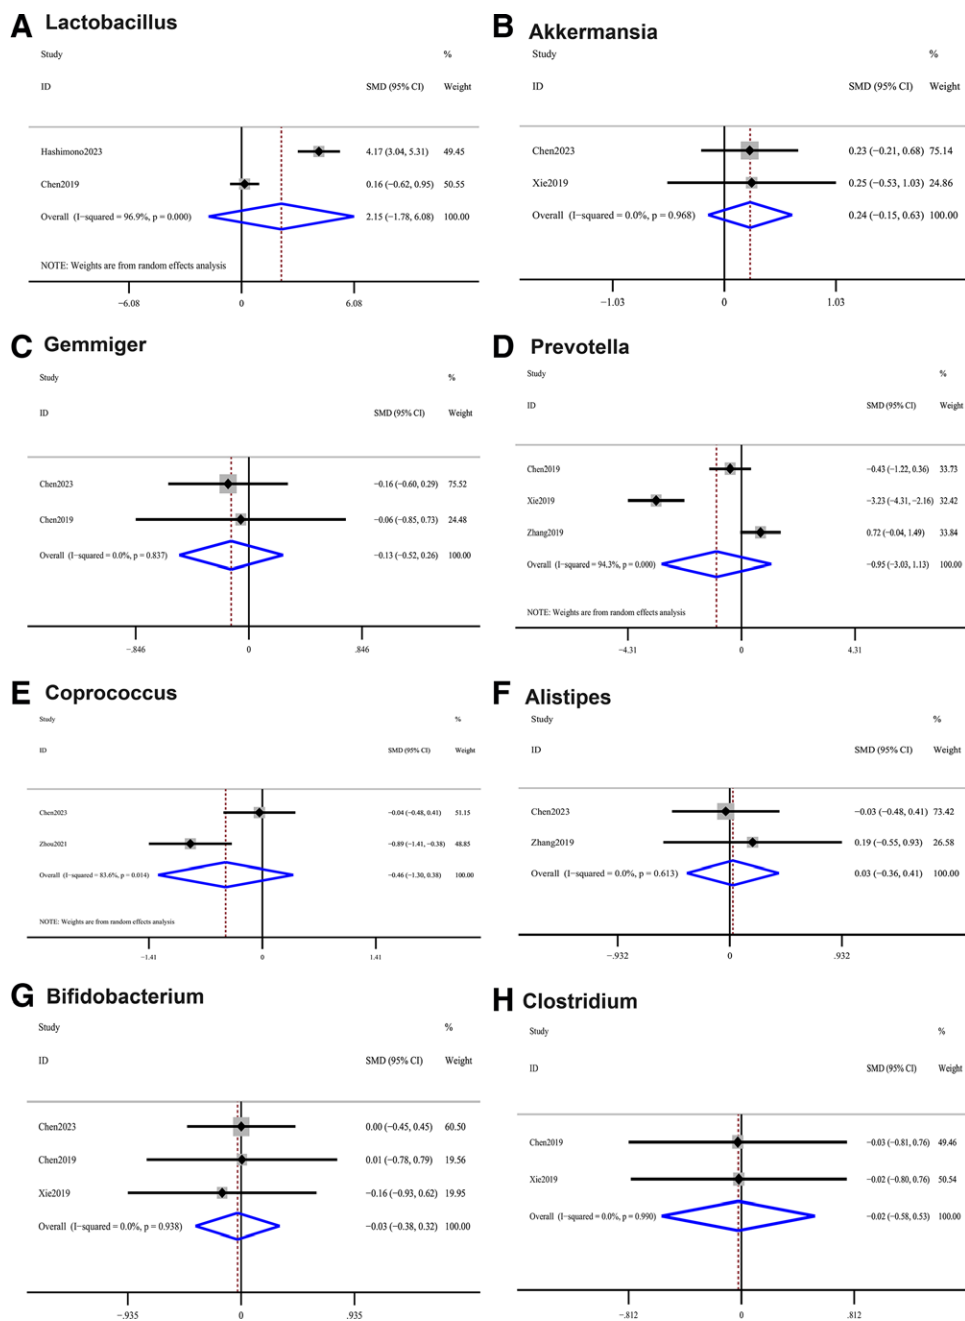 A Lactobacillus
Study %
ID SMD (95% CI) Weight
Hashimono2023 4.17 (3.04, 5.31) 49.45
Chen2019 0.16 (−0.62, 0.95) 50.55
Overall (I−squared = 96.9%, p = 0.000) 2.15 (−1.78, 6.08) 100.00
NOTE: Weights are from random effects analysis
−6.08 0 6.08
B Akkermansia
Study %
ID SMD (95% CI) Weight
Chen2023 0.23 (−0.21, 0.68) 75.14
Xie2019 0.25 (−0.53, 1.03) 24.86
Overall (I−squared = 0.0%, p = 0.968) 0.24 (−0.15, 0.63) 100.00
−1.03 0 1.03
C Gemmiger
Study %
ID SMD (95% CI) Weight
Chen2023 −0.16 (−0.60, 0.29) 75.52
Chen2019 −0.06 (−0.85, 0.73) 24.48
Overall (I−squared = 0.0%, p = 0.837) −0.13 (−0.52, 0.26) 100.00
−.846 0 .846
D Prevotella
Study %
ID SMD (95% CI) Weight
Chen2019 −0.43 (−1.22, 0.36) 33.73
Xie2019 −3.23 (−4.31, −2.16) 32.42
Zhang2019 0.72 (−0.04, 1.49) 33.84
Overall (I−squared = 94.3%, p = 0.000) −0.95 (−3.03, 1.13) 100.00
NOTE: Weights are from random effects analysis
−4.31 0 4.31
E Coprococcus
Study %
ID SMD (95% CI) Weight
Chen2023 −0.04 (−0.48, 0.41) 51.15
Zhou2021 −0.89 (−1.41, −0.38) 48.85
Overall (I−squared = 83.6%, p = 0.014) −0.46 (−1.30, 0.38) 100.00
NOTE: Weights are from random effects analysis
−1.41 0 1.41
F Alistipes
Study %
ID SMD (95% CI) Weight
Chen2023 −0.03 (−0.48, 0.41) 73.42
Zhang2019 0.19 (−0.55, 0.93) 26.58
Overall (I−squared = 0.0%, p = 0.613) 0.03 (−0.36, 0.41) 100.00
−.932 0 .932
G Bifidobacterium
Study %
ID SMD (95% CI) Weight
Chen2023 0.00 (−0.45, 0.45) 60.50
Chen2019 0.01 (−0.78, 0.79) 19.56
Xie2019 −0.16 (−0.93, 0.62) 19.95
Overall (I−squared = 0.0%, p = 0.938) −0.03 (−0.38, 0.32) 100.00
−.935 0 .935
H Clostridium
Study %
ID SMD (95% CI) Weight
Chen2019 −0.03 (−0.81, 0.76) 49.46
Xie2019 −0.02 (−0.80, 0.76) 50.54
Overall (I−squared = 0.0%, p = 0.990) −0.02 (−0.58, 0.53) 100.00
−.812 0 .812